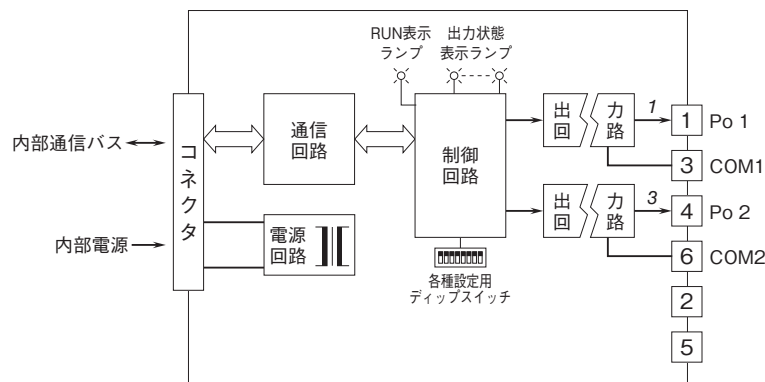 RUN表示
ランプ
出力状態
表示ランプ
内部通信バス
コネクタ
通信
回路
制御
回路
出力
回路
1
1
Po 1
3
COM1
出力
回路
3
4
Po 2
6
COM2
内部電源
電源
回路
各種設定用
ディップスイッチ
2
5